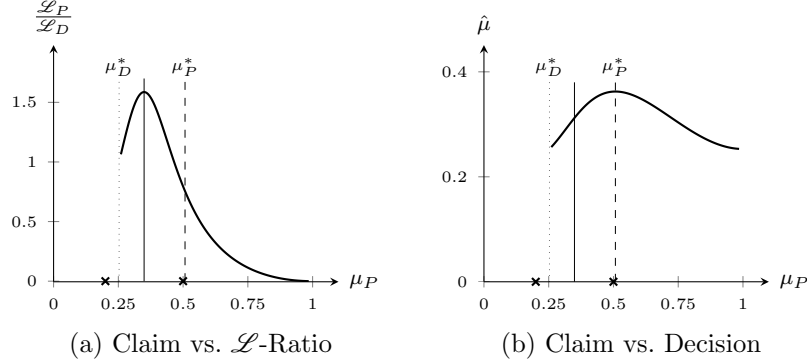 ℒ_P/ℒ_D
μ*_D
μ*_P
1.5
1
0.5
0
0
0.25
0.5
0.75
1
μ_P
(a) Claim vs. ℒ-Ratio
μ̂
μ*_D
μ*_P
0.4
0.2
0
0
0.25
0.5
0.75
1
μ_P
(b) Claim vs. Decision